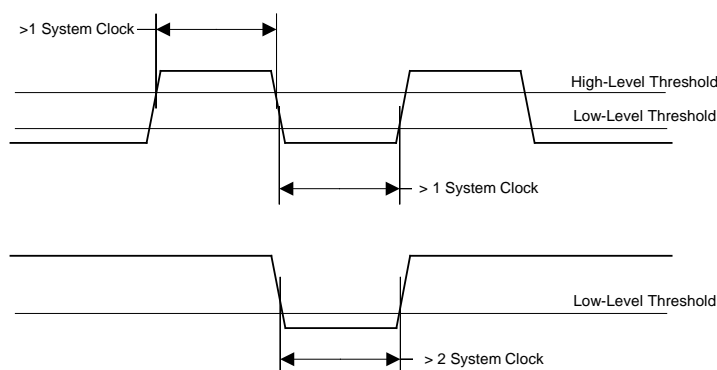 >1 System Clock
High-Level Threshold
Low-Level Threshold
> 1 System Clock
Low-Level Threshold
> 2 System Clock